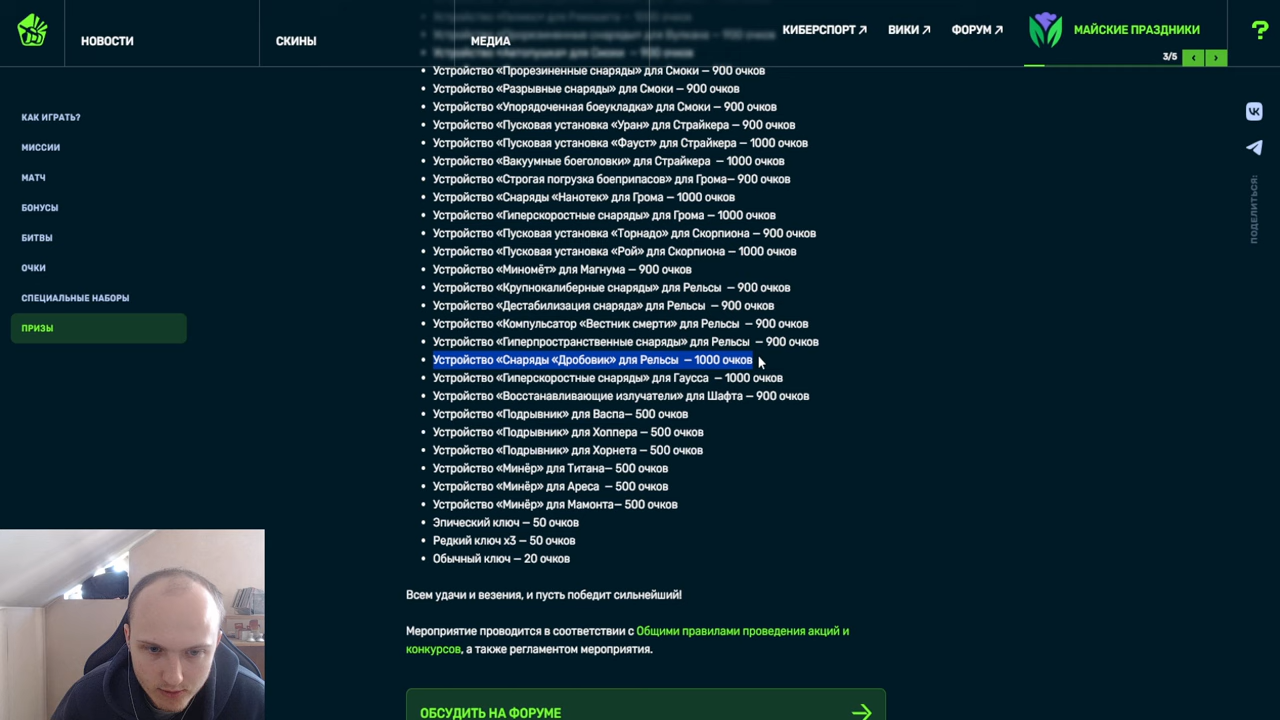 НОВОСТИ
СКИНЫ
МЕДИА
КИБЕРСПОРТ
ВИКИ
ФОРУМ
МАЙСКИЕ ПРАЗДНИКИ
?
3/5
КАК ИГРАТЬ?
МИССИИ
МАТЧ
БОНУСЫ
БИТВЫ
ОЧКИ
СПЕЦИАЛЬНЫЕ НАБОРЫ
ПРИЗЫ
Устройство «Автопушка» для Смоки – 900 очков
Устройство «Прорезиненные снаряды» для Смоки – 900 очков
Устройство «Разрывные снаряды» для Смоки – 900 очков
Устройство «Упорядоченная боеукладка» для Смоки – 900 очков
Устройство «Пусковая установка «Уран» для Страйкера – 900 очков
Устройство «Пусковая установка «Фауст» для Страйкера – 1000 очков
Устройство «Вакуумные боеголовки» для Страйкера – 1000 очков
Устройство «Строгая погрузка боеприпасов» для Грома– 900 очков
Устройство «Снаряды «Нанотек» для Грома – 1000 очков
Устройство «Гиперскоростные снаряды» для Грома – 1000 очков
Устройство «Пусковая установка «Торнадо» для Скорпиона – 900 очков
Устройство «Пусковая установка «Рой» для Скорпиона – 1000 очков
Устройство «Миномёт» для Магнума – 900 очков
Устройство «Крупнокалиберные снаряды» для Рельсы – 900 очков
Устройство «Дестабилизация снаряда» для Рельсы – 900 очков
Устройство «Компульсатор «Вестник смерти» для Рельсы – 900 очков
Устройство «Гиперпространственные снаряды» для Рельсы – 900 очков
Устройство «Снаряды «Дробовик» для Рельсы – 1000 очков
Устройство «Гиперскоростные снаряды» для Гаусса – 1000 очков
Устройство «Восстанавливающие излучатели» для Шафта – 900 очков
Устройство «Подрывник» для Васпа– 500 очков
Устройство «Подрывник» для Хоппера – 500 очков
Устройство «Подрывник» для Хорнета – 500 очков
Устройство «Минёр» для Титана– 500 очков
Устройство «Минёр» для Ареса – 500 очков
Устройство «Минёр» для Мамонта– 500 очков
Эпический ключ – 50 очков
Редкий ключ x3 – 50 очков
Обычный ключ – 20 очков
Всем удачи и везения, и пусть победит сильнейший!
Мероприятие проводится в соответствии с Общими правилами проведения акций и
конкурсов, а также регламентом мероприятия.
ОБСУДИТЬ НА ФОРУМЕ
ПОДЕЛИТЬСЯ: